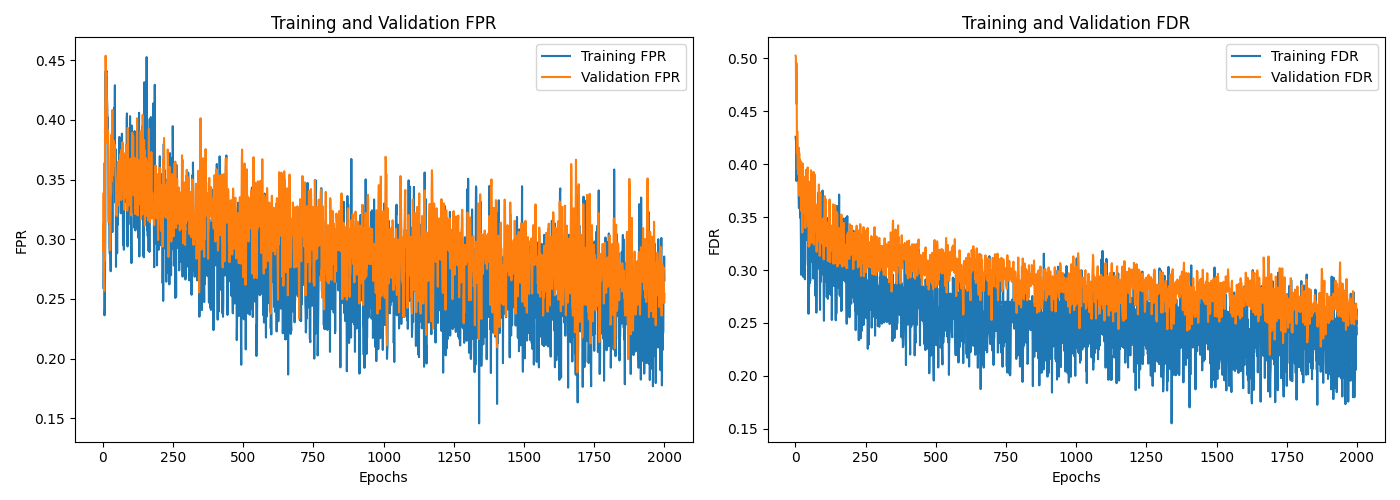 Training and Validation FPR
Training FPR
Validation FPR
FPR
0.45
0.40
0.35
0.30
0.25
0.20
0.15
0 250 500 750 1000 1250 1500 1750 2000
Epochs
Training and Validation FDR
Training FDR
Validation FDR
FDR
0.50
0.45
0.40
0.35
0.30
0.25
0.20
0.15
0 250 500 750 1000 1250 1500 1750 2000
Epochs